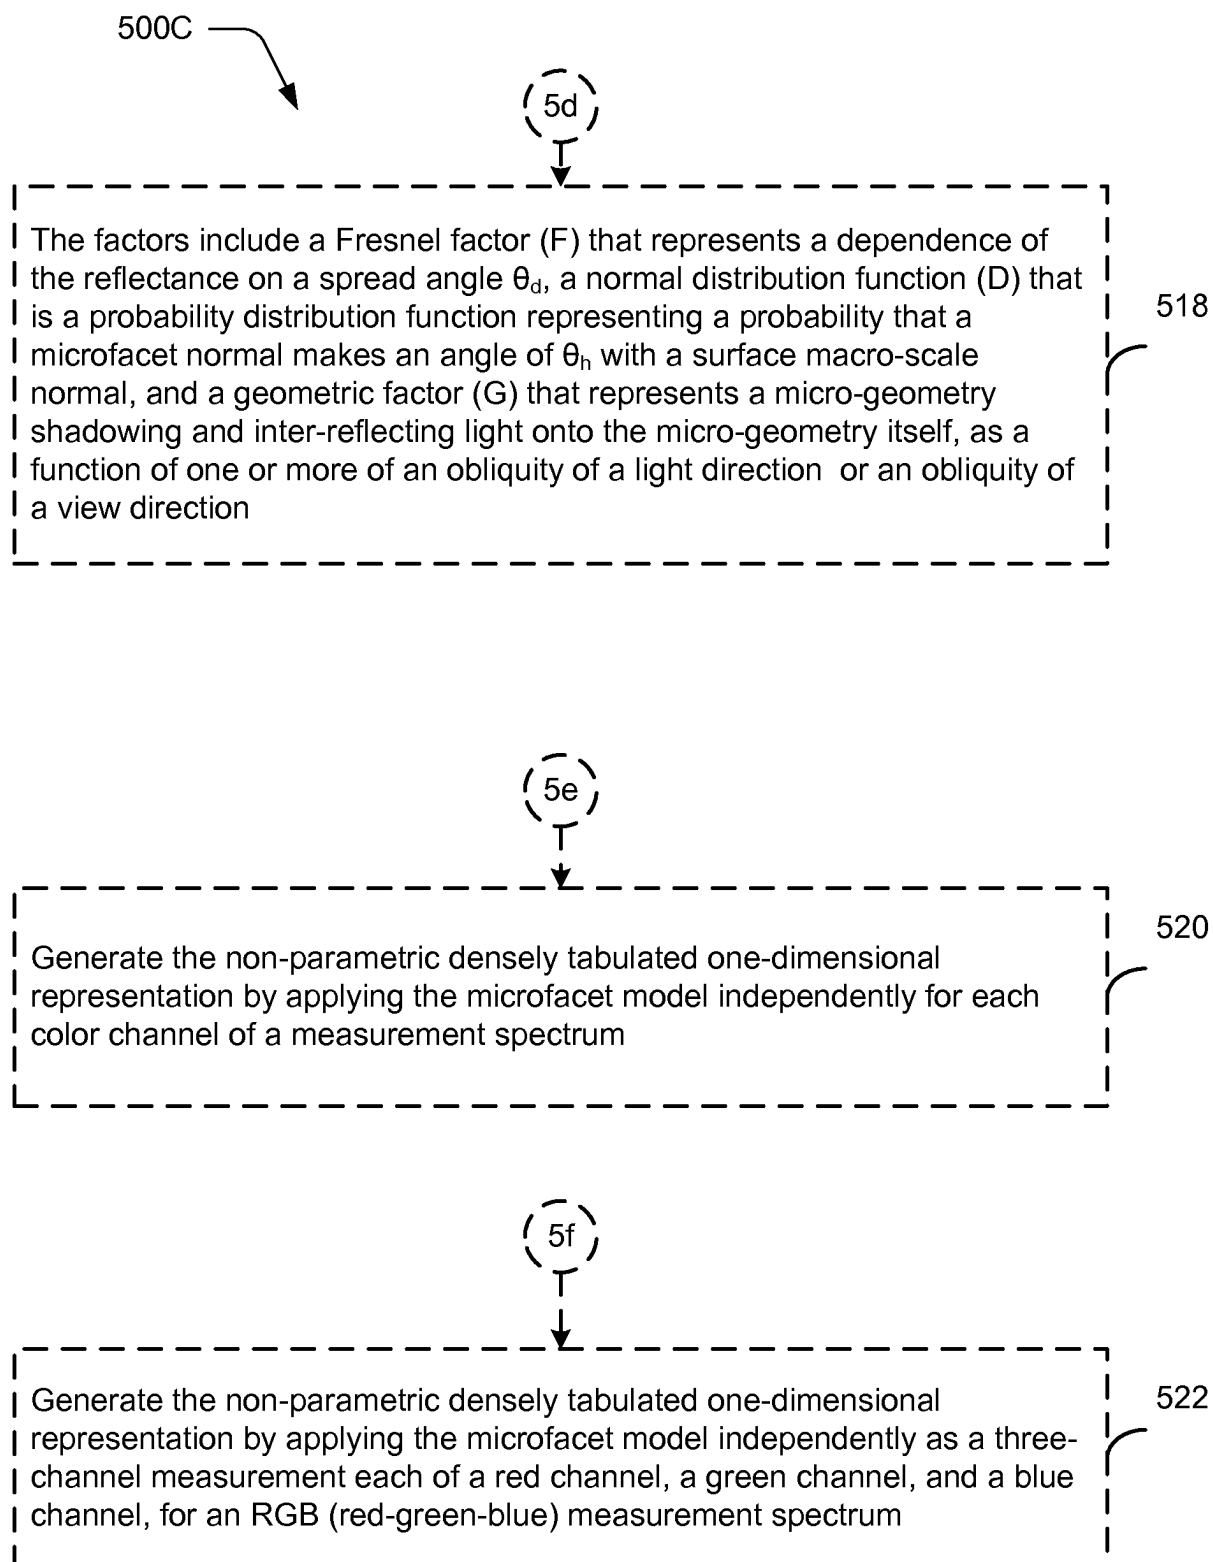 500C
5d
The factors include a Fresnel factor (F) that represents a dependence of
the reflectance on a spread angle θd, a normal distribution function (D) that
is a probability distribution function representing a probability that a
microfacet normal makes an angle of θh with a surface macro-scale
normal, and a geometric factor (G) that represents a micro-geometry
shadowing and inter-reflecting light onto the micro-geometry itself, as a
function of one or more of an obliquity of a light direction or an obliquity of
a view direction
518
5e
Generate the non-parametric densely tabulated one-dimensional
representation by applying the microfacet model independently for each
color channel of a measurement spectrum
520
5f
Generate the non-parametric densely tabulated one-dimensional
representation by applying the microfacet model independently as a three-
channel measurement each of a red channel, a green channel, and a blue
channel, for an RGB (red-green-blue) measurement spectrum
522